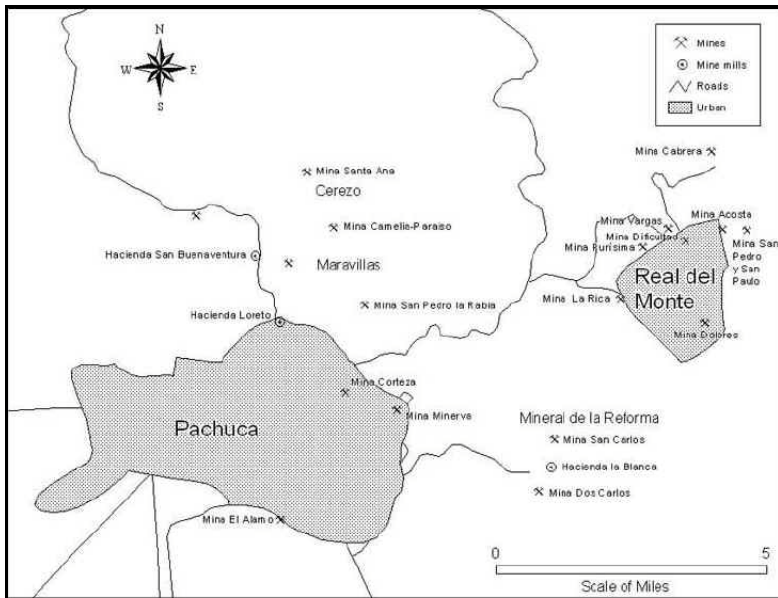 N
W E
S
Mines
Mine mills
Roads
Urban
Mina Cabrera
Mina Santa Ana
Cerezo
Mina Camelia-Paraiso
Mina Vargas
Mina Acosta
Mina Dificultad
Mina Purísima
Mina San
Pedro
y San
Paulo
Hacienda San Buenaventura
Maravillas
Real del
Monte
Mina San Pedro la Rabia
Mina La Rica
Hacienda Loreto
Mina Dolores
Mina Corteza
Mina Minerva
Pachuca
Mineral de la Reforma
Mina San Carlos
Hacienda la Blanca
Mina Dos Carlos
Mina El Alamo
0 5
Scale of Miles